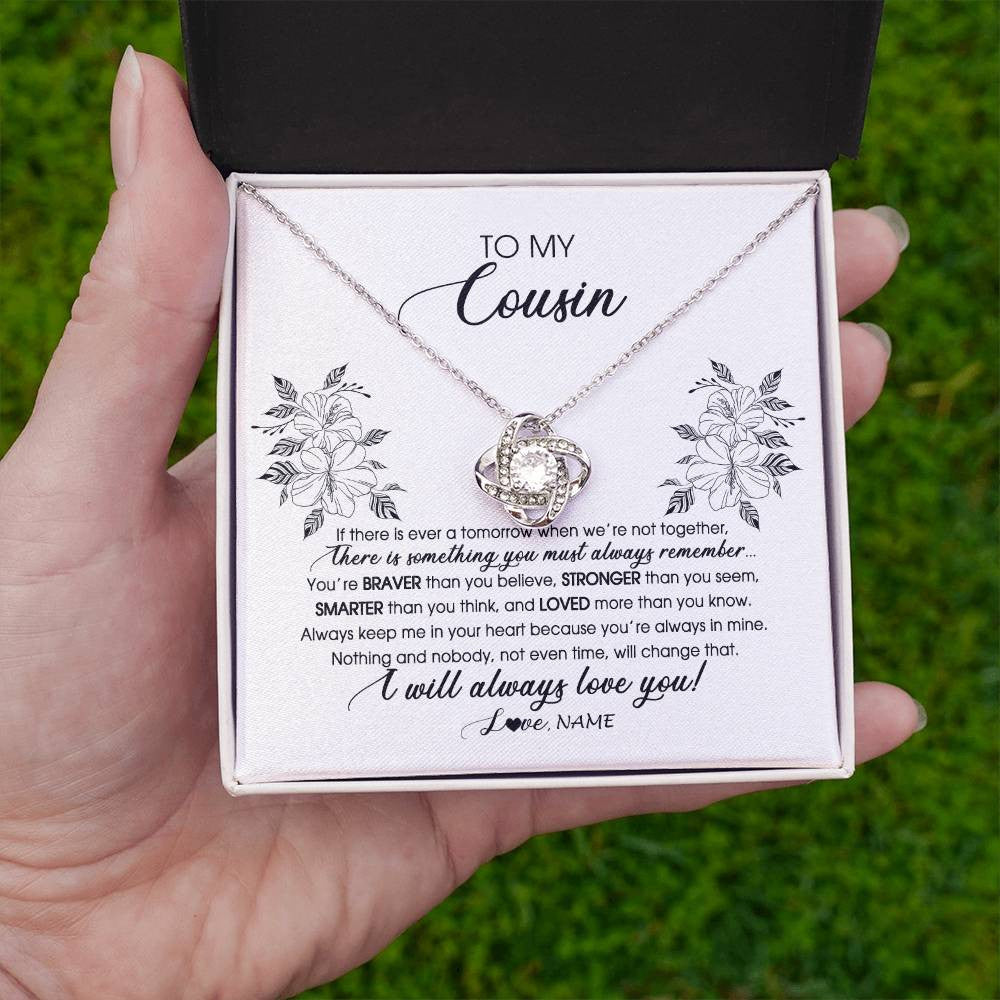 TO MY
Cousin
If there is ever a tomorrow when we're not together,
There is something you must always remember...
You're BRAVER than you believe, STRONGER than you seem,
SMARTER than you think, and LOVED more than you know.
Always keep me in your heart because you're always in mine.
Nothing and nobody, not even time, will change that.
I will always love you!
Love, NAME